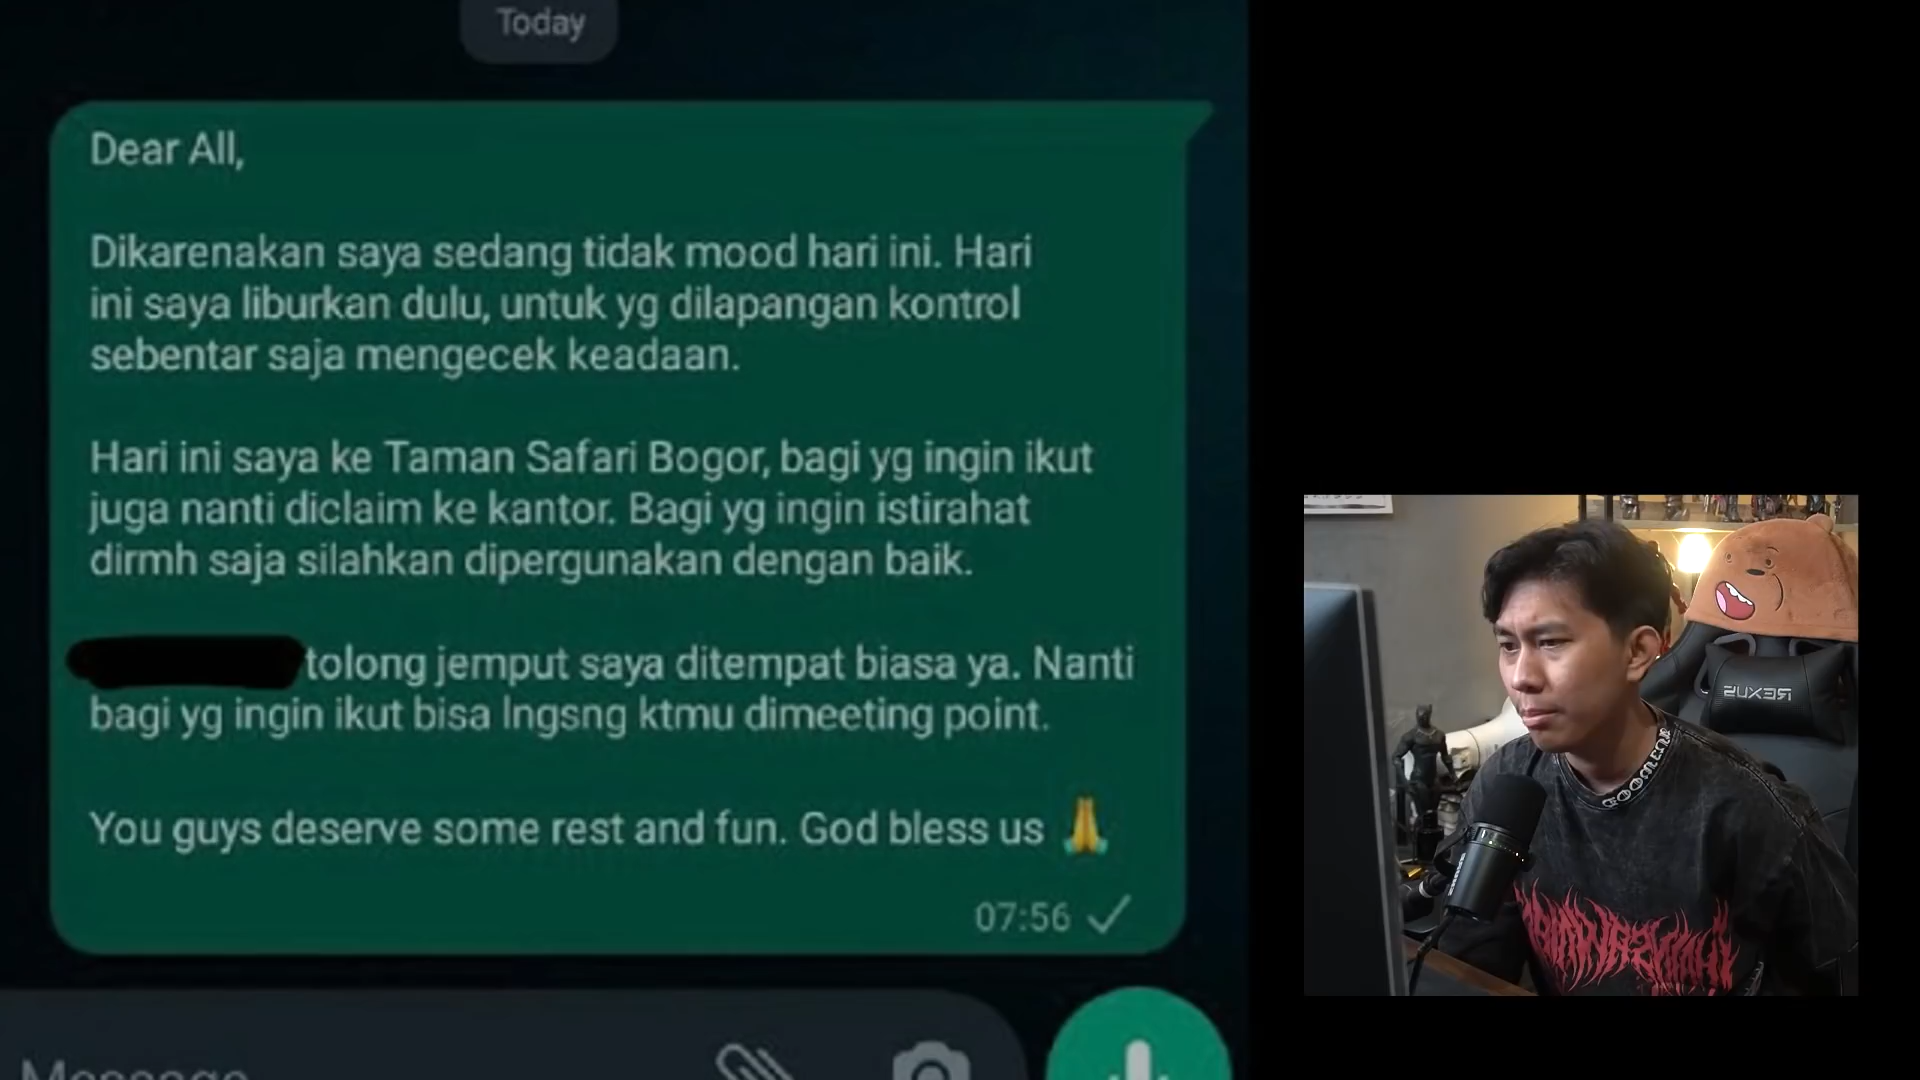 Today
Dear All,
Dikarenakan saya sedang tidak mood hari ini. Hari
ini saya liburkan dulu, untuk yg dilapangan kontrol
sebentar saja mengecek keadaan.
Hari ini saya ke Taman Safari Bogor, bagi yg ingin ikut
juga nanti diclaim ke kantor. Bagi yg ingin istirahat
dirmh saja silahkan dipergunakan dengan baik.
tolong jemput saya ditempat biasa ya. Nanti
bagi yg ingin ikut bisa lngsng ktmu dimeeting point.
You guys deserve some rest and fun. God bless us 🙏
07:56
Message
REXUS